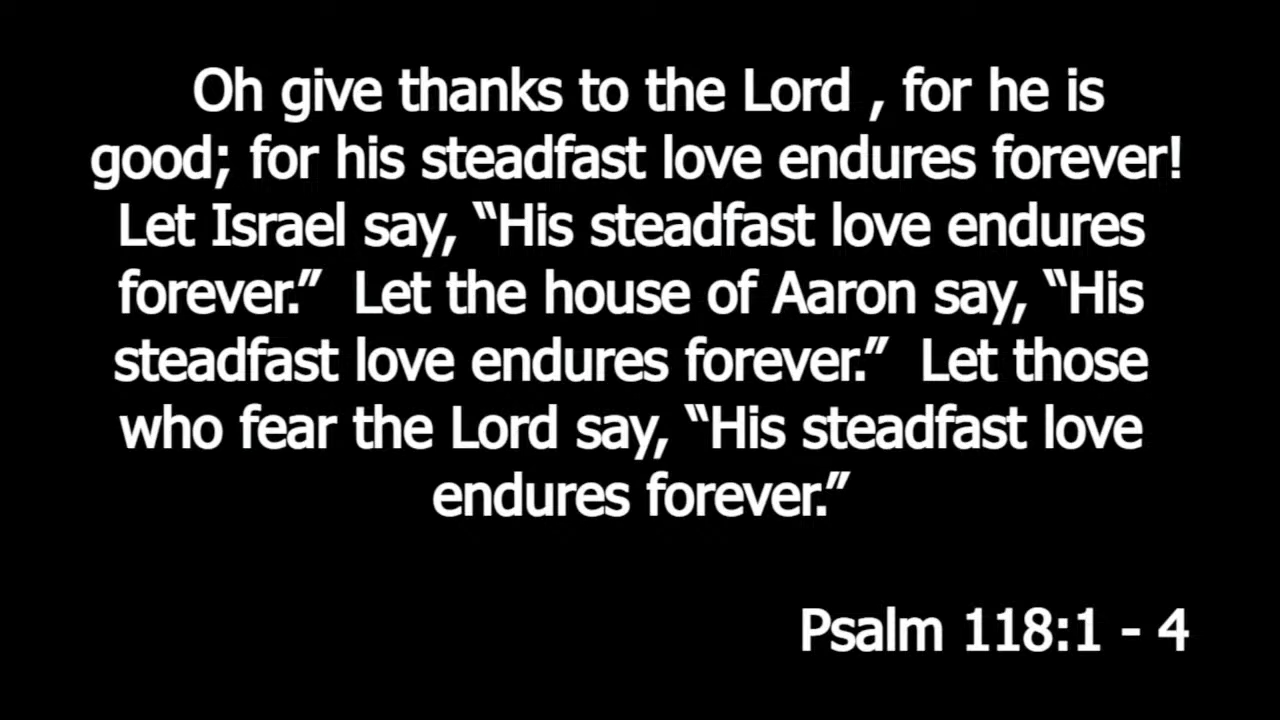 Oh give thanks to the Lord , for he is
good; for his steadfast love endures forever!
Let Israel say, “His steadfast love endures
forever.”  Let the house of Aaron say, “His
steadfast love endures forever.”  Let those
who fear the Lord say, “His steadfast love
endures forever.”
Psalm 118:1 - 4